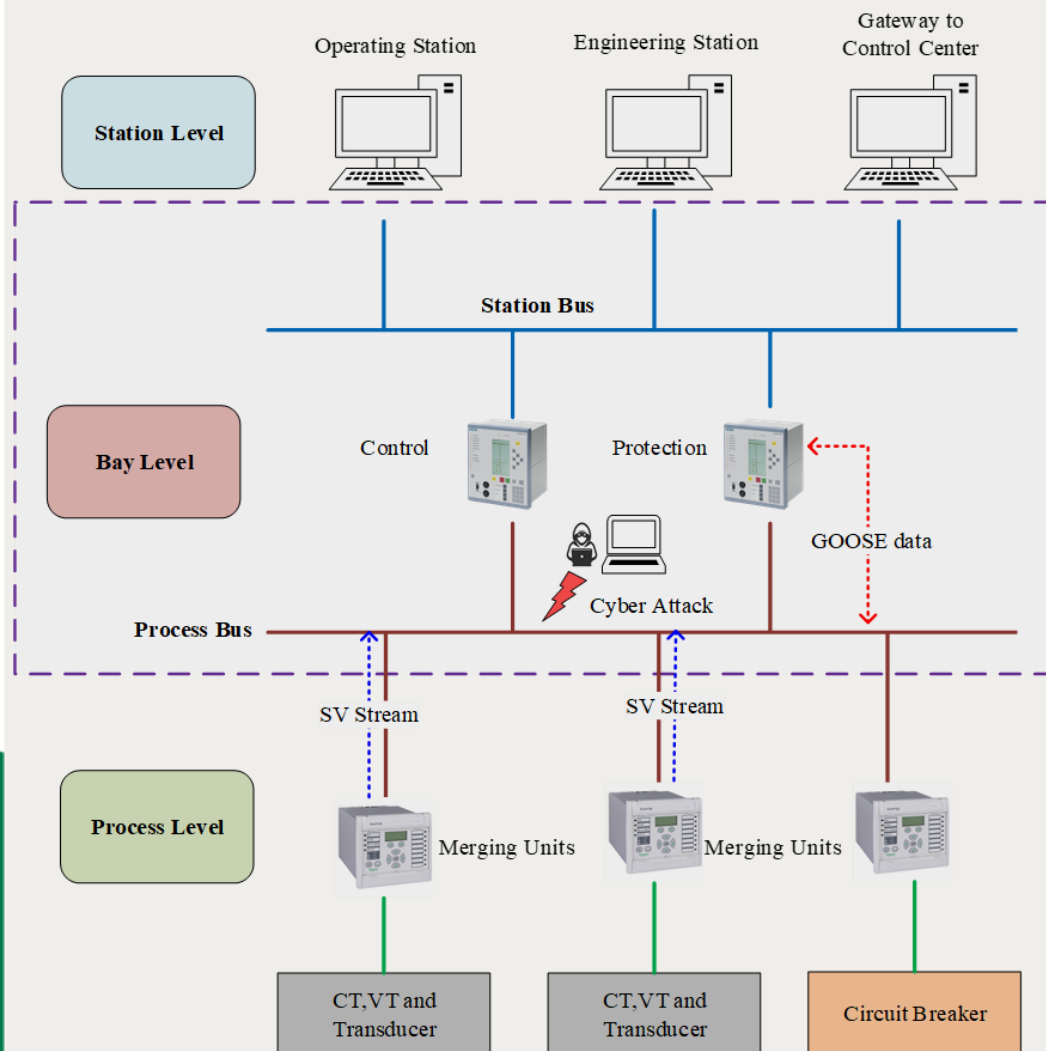 Operating Station
Engineering Station
Gateway to
Control Center
Station Level
Station Bus
Bay Level
Control
Protection
GOOSE data
Cyber Attack
Process Bus
SV Stream
SV Stream
Process Level
Merging Units
Merging Units
CT,VT and
Transducer
CT,VT and
Transducer
Circuit Breaker